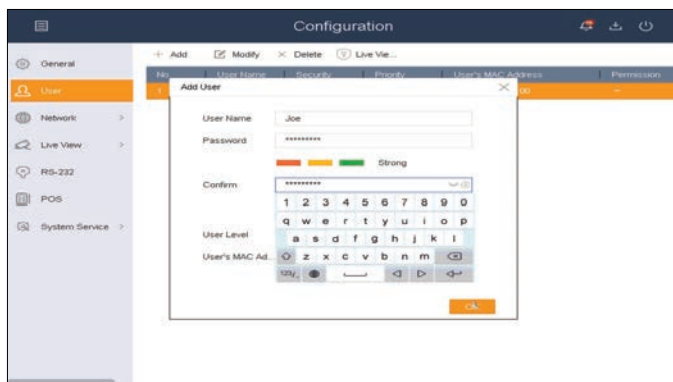 Configuration
+ Add Modify × Delete Live Vie...
No. User Name Security Priority User's MAC Address Permission
General
User
Network >
Live View >
RS-232
POS
System Service >
1 00 --
Add User
User Name Joe
Password *********
Strong
Confirm *********
1 2 3 4 5 6 7 8 9 0
q w e r t y u i o p
User Level
a s d f g h j k l
User's MAC Ad...
z x c v b n m
OK